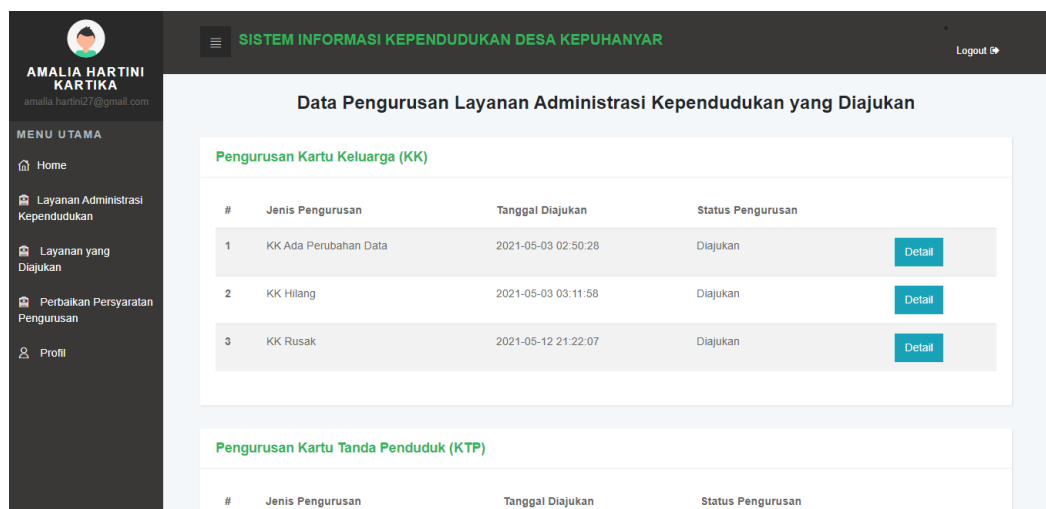 AMALIA HARTINI
KARTIKA
amalia.hartini27@gmail.com
MENU UTAMA
Home
Layanan Administrasi
Kependudukan
Layanan yang
Diajukan
Perbaikan Persyaratan
Pengurusan
Profil
SISTEM INFORMASI KEPENDUDUKAN DESA KEPUHANYAR
Logout
Data Pengurusan Layanan Administrasi Kependudukan yang Diajukan
Pengurusan Kartu Keluarga (KK)
# Jenis Pengurusan Tanggal Diajukan Status Pengurusan
1 KK Ada Perubahan Data 2021-05-03 02:50:28 Diajukan Detail
2 KK Hilang 2021-05-03 03:11:58 Diajukan Detail
3 KK Rusak 2021-05-12 21:22:07 Diajukan Detail
Pengurusan Kartu Tanda Penduduk (KTP)
# Jenis Pengurusan Tanggal Diajukan Status Pengurusan